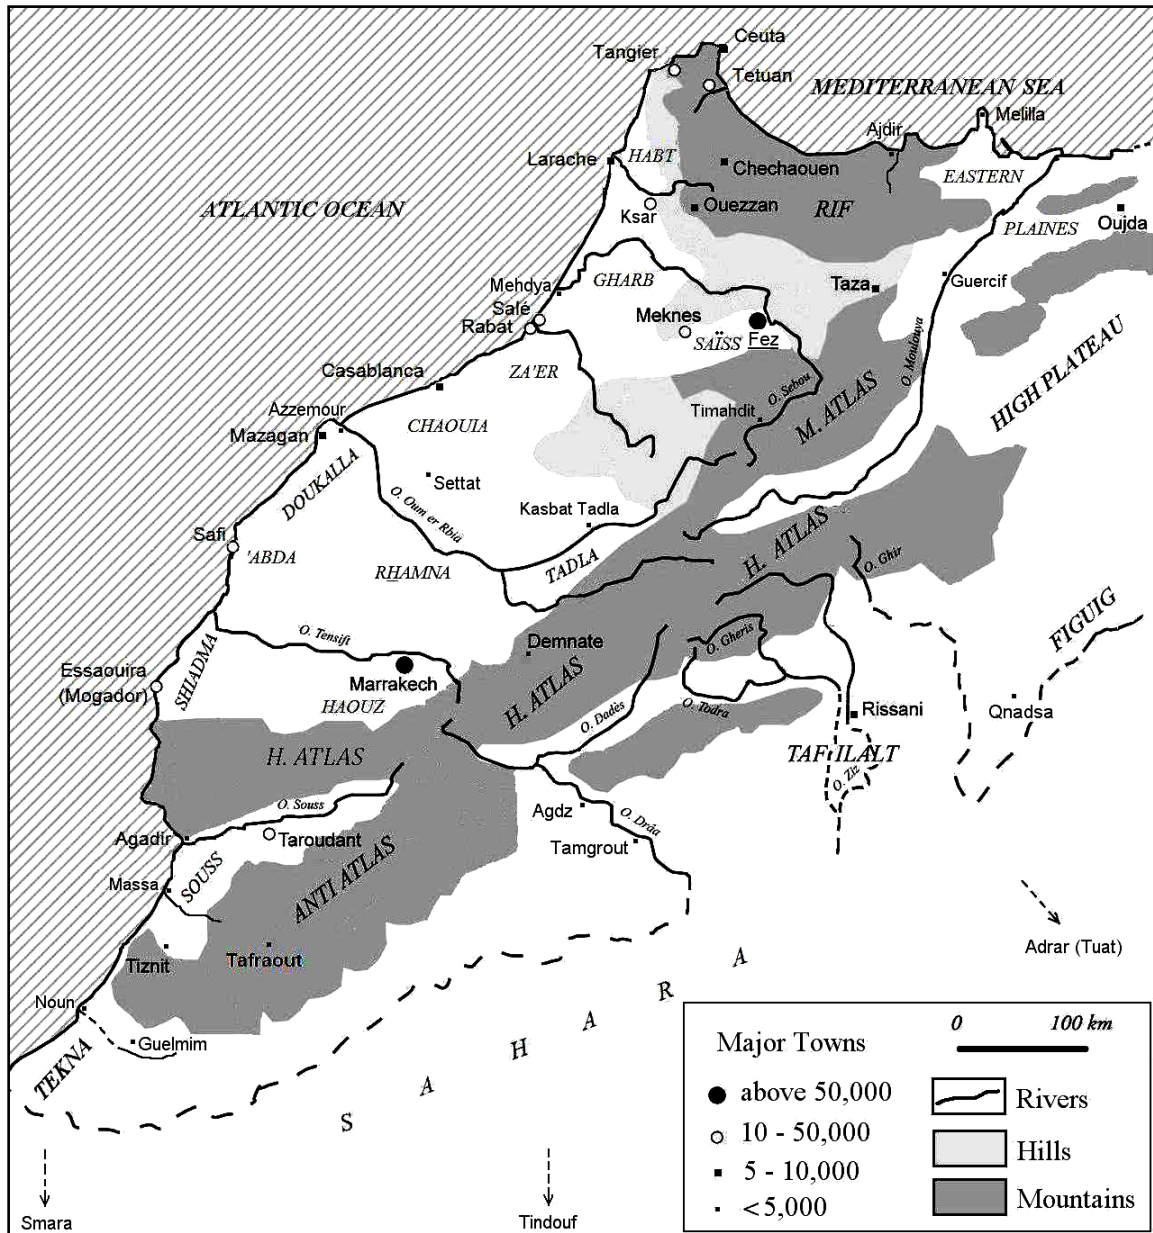 Ceuta
Tangier
Tetuan
MEDITERRANEAN SEA
Melilla
Ajdir
HABT
Larache
Chechaouen
EASTERN
ATLANTIC OCEAN
Ksar
Ouezzan
RIF
PLAINES
Oujda
Mehdya
GHARB
Taza
Guercif
Salé
Rabat
Meknes
SAÏSS
Fez
O. Moulouya
HIGH PLATEAU
Casablanca
ZA'ER
O. Sebou
M. ATLAS
Azzemour
Mazagan
CHAOUIA
Timahdit
DOUKALLA
Settat
O. Oum er Rbia
Kasbat Tadla
Safi
'ABDA
RHAMNA
TADLA
H. ATLAS
O. Ghir
FIGUIG
SHIADMA
O. Tensift
Demnate
O. Gheris
Essaouira
(Mogador)
Marrakech
HAOUZ
H. ATLAS
O. Dadès
O. Todra
Rissani
Qnadsa
H. ATLAS
TAFILALT
O. Ziz
O. Souss
Agadir
Taroudant
Agdz
O. Drâa
Tamgrout
Massa
SOUSS
ANTI ATLAS
Adrar (Tuat)
Tiznit
Tafraout
Noun
Guelmim
TEKNA
S A H A R A
Smara
Tindouf
0 100 km
Major Towns
above 50,000
10 - 50,000
5 - 10,000
<5,000
Rivers
Hills
Mountains